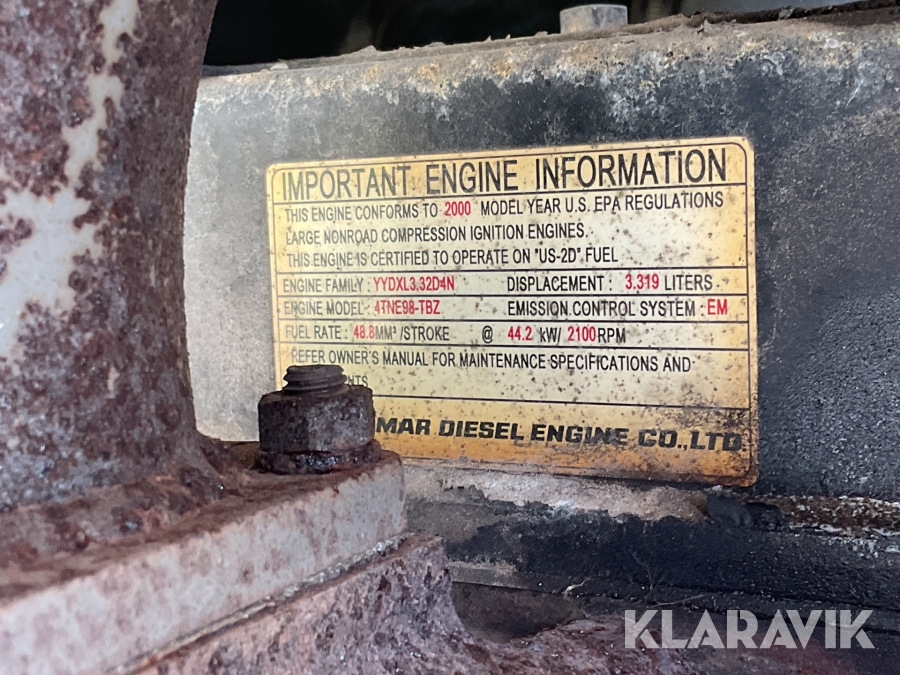 IMPORTANT ENGINE INFORMATION
THIS ENGINE CONFORMS TO 2000 MODEL YEAR U.S. EPA REGULATIONS
LARGE NONROAD COMPRESSION IGNITION ENGINES.
THIS ENGINE IS CERTIFIED TO OPERATE ON "US-2D" FUEL
ENGINE FAMILY : YYDXL3.32D4N DISPLACEMENT : 3.319 LITERS
ENGINE MODEL : 4TNE98-TBZ EMISSION CONTROL SYSTEM : EM
FUEL RATE : 48.8MM³/STROKE @ 44.2 kW/ 2100RPM
REFER OWNER'S MANUAL FOR MAINTENANCE SPECIFICATIONS AND
NTS
MAR DIESEL ENGINE CO.,LTD.
KLARAVIK